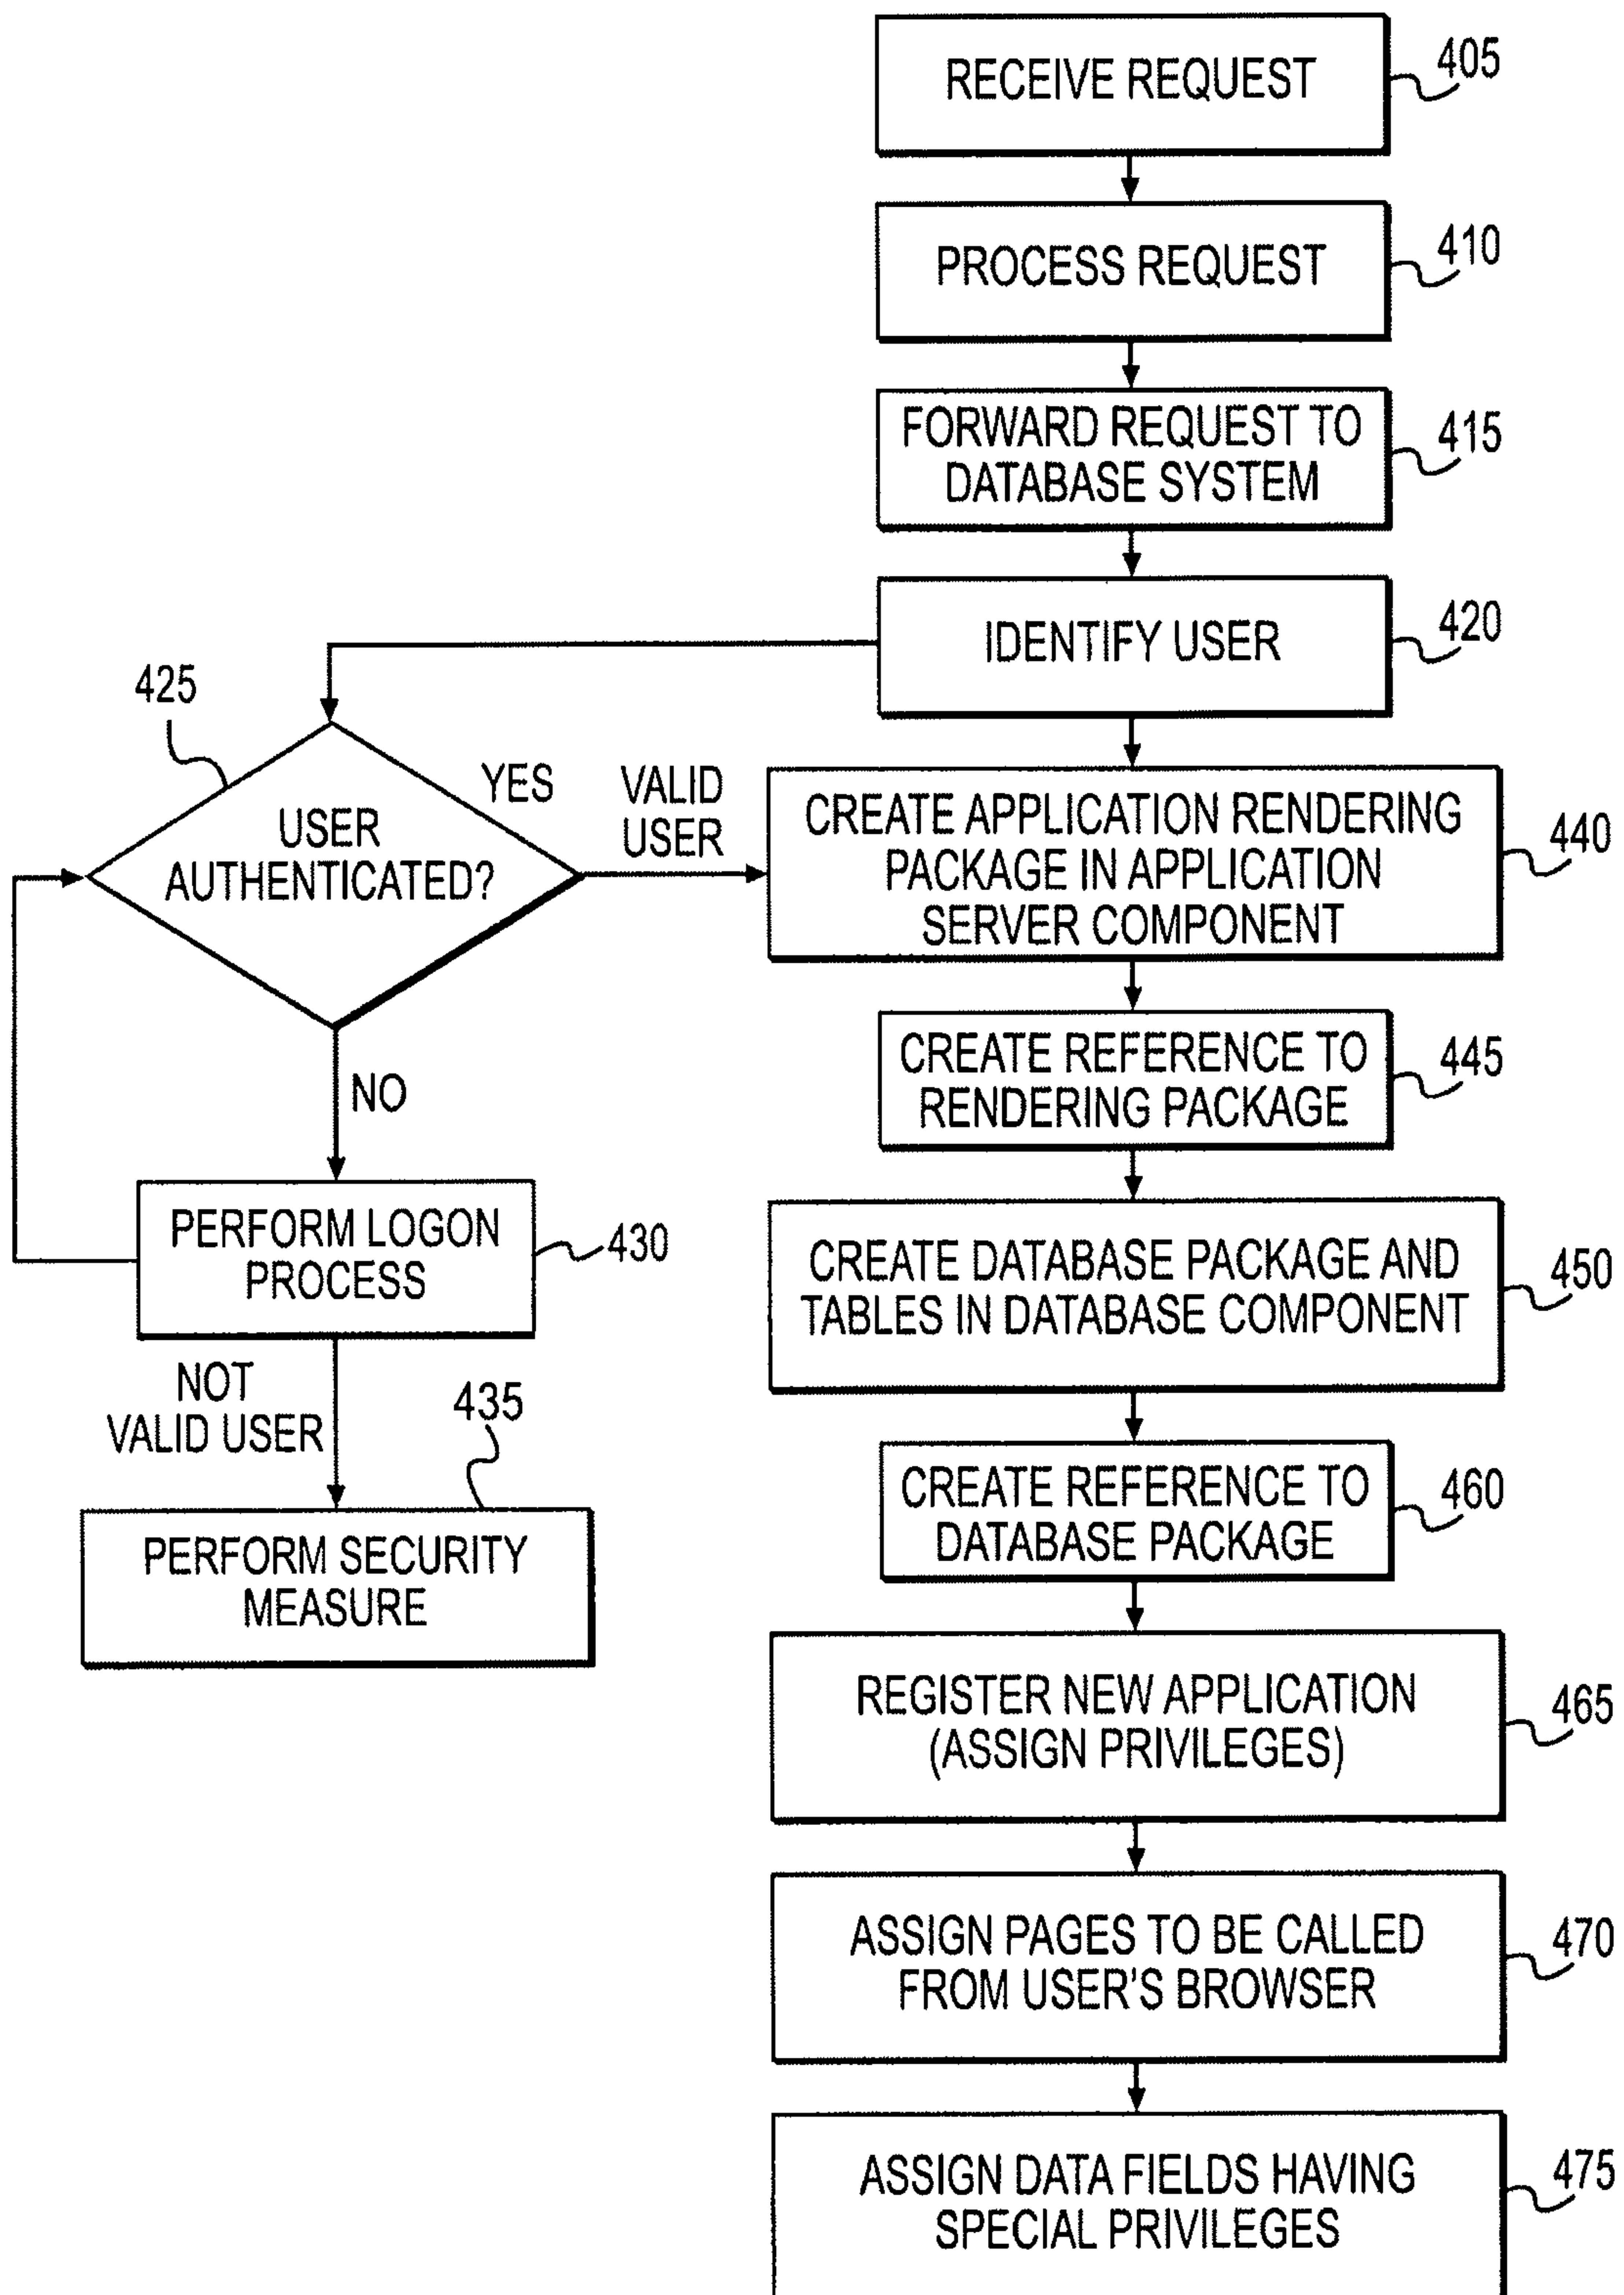 RECEIVE REQUEST
405
PROCESS REQUEST
410
FORWARD REQUEST TO
DATABASE SYSTEM
415
IDENTIFY USER
420
425
USER
AUTHENTICATED?
YES
VALID
USER
CREATE APPLICATION RENDERING
PACKAGE IN APPLICATION
SERVER COMPONENT
440
NO
CREATE REFERENCE TO
RENDERING PACKAGE
445
PERFORM LOGON
PROCESS
430
CREATE DATABASE PACKAGE AND
TABLES IN DATABASE COMPONENT
450
NOT
VALID USER
435
PERFORM SECURITY
MEASURE
CREATE REFERENCE TO
DATABASE PACKAGE
460
REGISTER NEW APPLICATION
(ASSIGN PRIVILEGES)
465
ASSIGN PAGES TO BE CALLED
FROM USER'S BROWSER
470
ASSIGN DATA FIELDS HAVING
SPECIAL PRIVILEGES
475